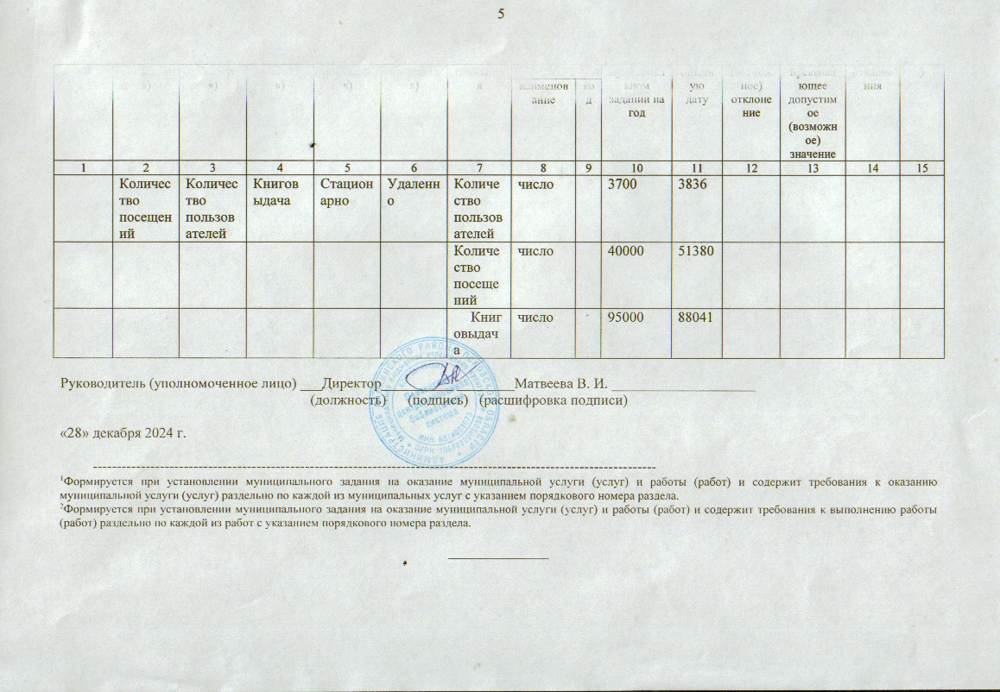 5
наименов
ание
ко
д
ном
задании на
год
ую
дату
ное)
отклоне
ние
ющее
допустим
ое
(возможн
ое)
значение
ния
1 2 3 4 5 6 7 8 9 10 11 12 13 14 15
Количес
тво
посещен
ий
Количес
тво
пользов
ателей
Книгов
ыдача
Стацион
арно
Удаленн
о
Количе
ство
пользов
ателей
число
3700
3836
Количе
ство
посеще
ний
число
40000
51380
Книг
овыдач
а
число
95000
88041
Руководитель (уполномоченное лицо) ___Директор__________________Матвеева В. И. ____________________
(должность) (подпись) (расшифровка подписи)
«28» декабря 2024 г.
¹Формируется при установлении муниципального задания на оказание муниципальной услуги (услуг) и работы (работ) и содержит требования к оказанию
муниципальной услуги (услуг) раздельно по каждой из муниципальных услуг с указанием порядкового номера раздела.
²Формируется при установлении муниципального задания на оказание муниципальной услуги (услуг) и работы (работ) и содержит требования к выполнению работы
(работ) раздельно по каждой из работ с указанием порядкового номера раздела.